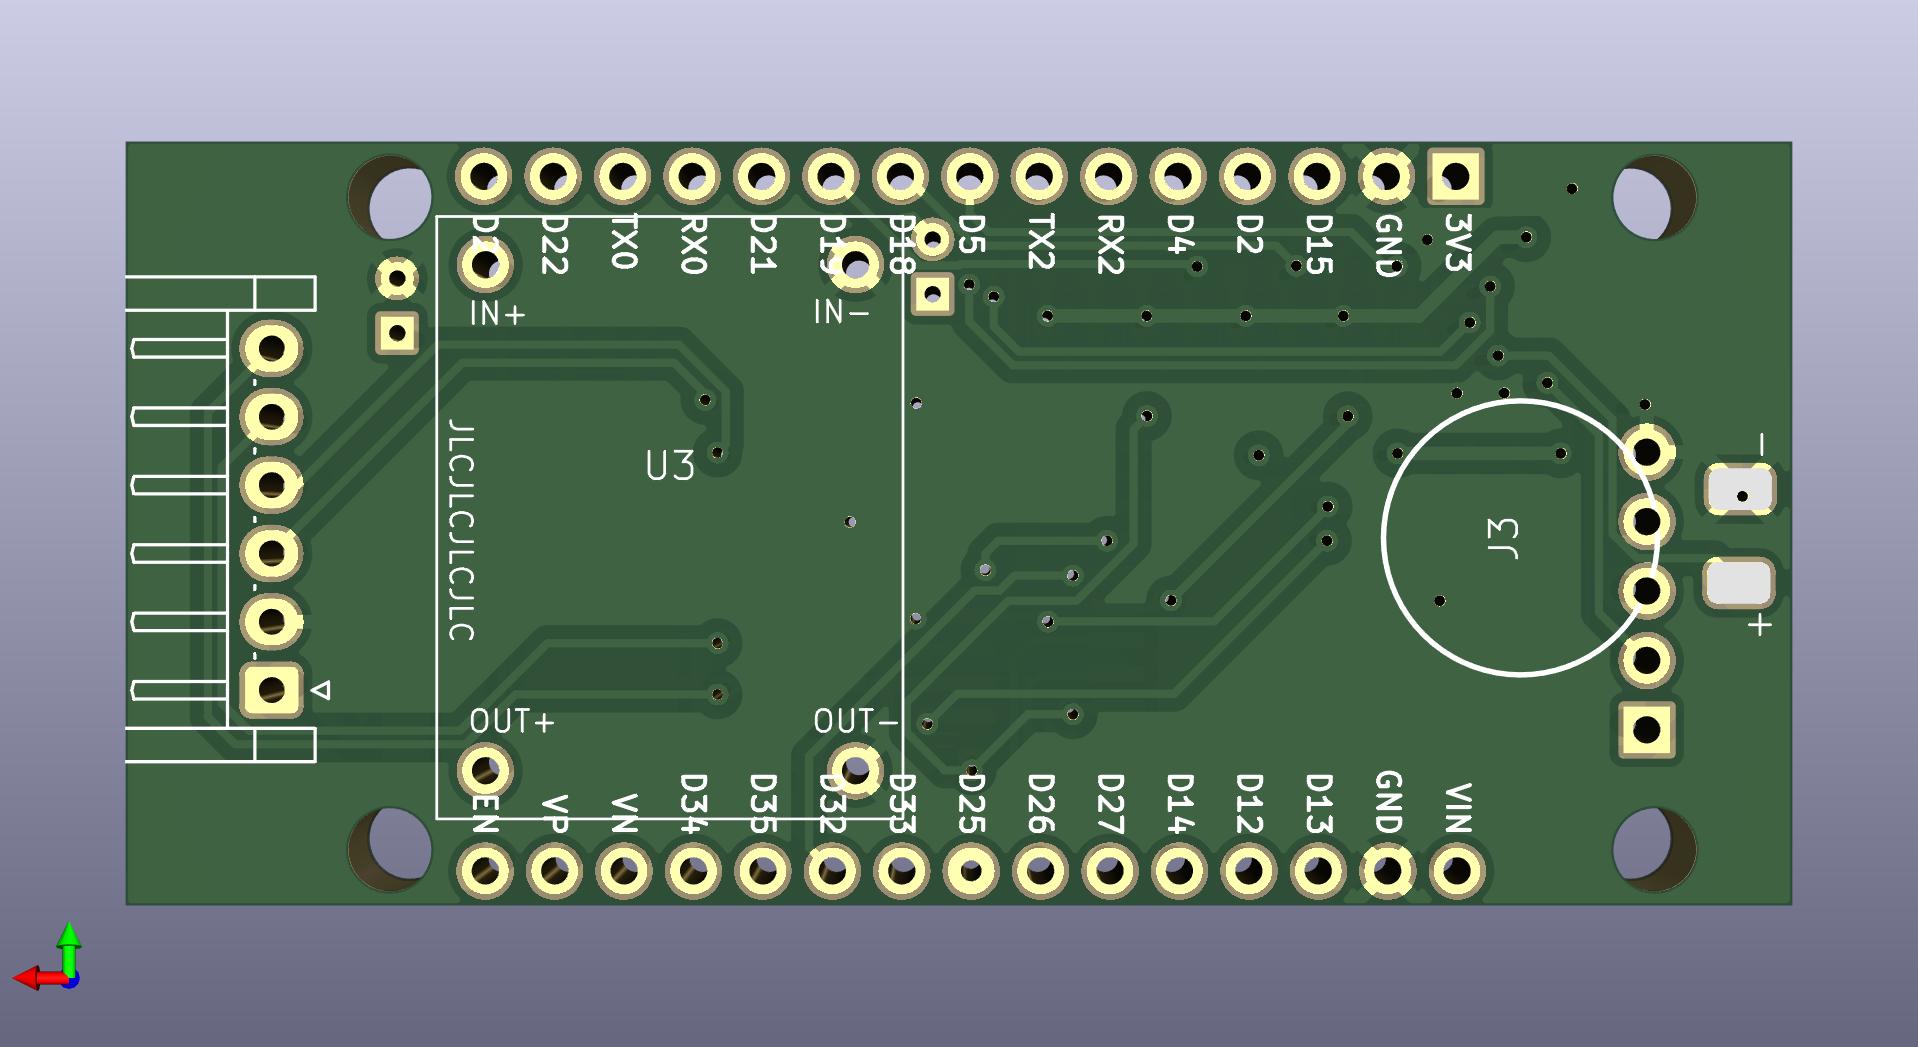 D22
TX0
RX0
D21
D19
D18
D5
TX2
RX2
D4
D2
D15
GND
3V3
IN+
IN-
JLCJLCJLCJLC
U3
J3
-
+
OUT+
OUT-
EN
VP
VN
D34
D35
D32
D33
D25
D26
D27
D14
D12
D13
GND
VIN